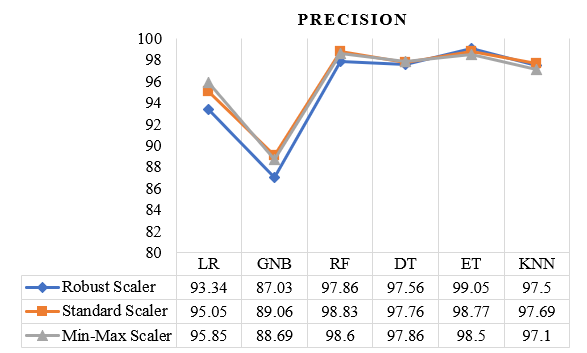 PRECISION
100
98
96
94
92
90
88
86
84
82
80
LR GNB RF DT ET KNN
Robust Scaler 93.34 87.03 97.86 97.56 99.05 97.5
Standard Scaler 95.05 89.06 98.83 97.76 98.77 97.69
Min-Max Scaler 95.85 88.69 98.6 97.86 98.5 97.1